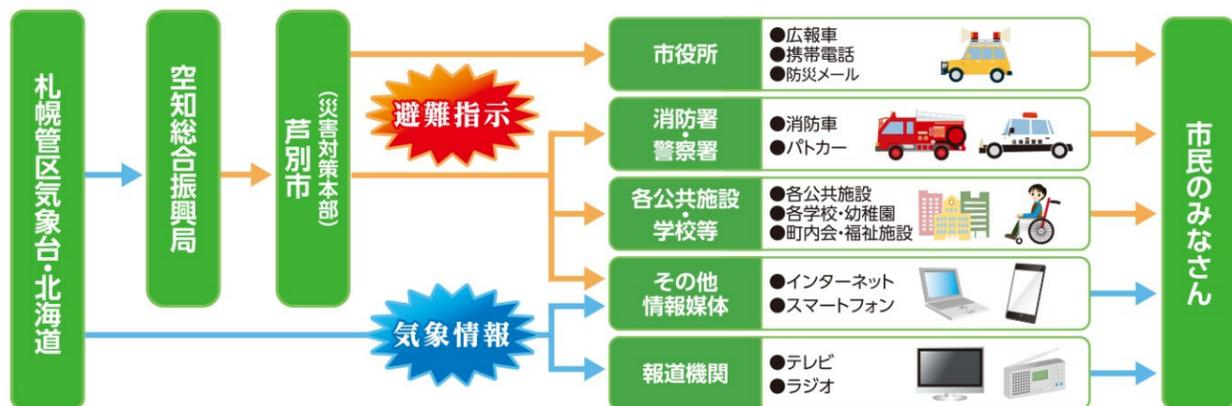 札幌管区気象台・北海道
空知総合振興局
芦別市
(災害対策本部)
避難指示
気象情報
市役所
●広報車
●携帯電話
●防災メール
消防署
・
警察署
●消防車
●パトカー
各公共施設
・
学校等
●各公共施設
●各学校・幼稚園
●町内会・福祉施設
その他
情報媒体
●インターネット
●スマートフォン
報道機関
●テレビ
●ラジオ
市民のみなさん